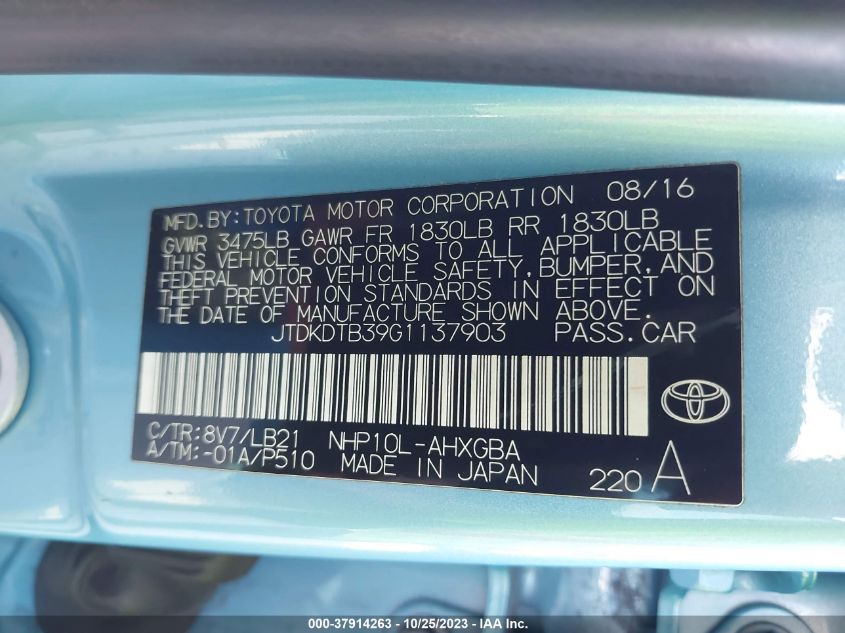 MFD.BY:TOYOTA MOTOR CORPORATION 08/16
GVWR 3475LB GAWR FR 1830LB RR 1830LB
THIS VEHICLE CONFORMS TO ALL APPLICABLE
FEDERAL MOTOR VEHICLE SAFETY,BUMPER,AND
THEFT PREVENTION STANDARDS IN EFFECT ON
THE DATE OF MANUFACTURE SHOWN ABOVE.
JTDKDTB39G1137903 PASS.CAR
C/TR:8V7/LB21 NHP10L-AHXGBA
A/TM:-01A/P510 MADE IN JAPAN 220 A
000-37914263 - 10/25/2023 - IAA Inc.